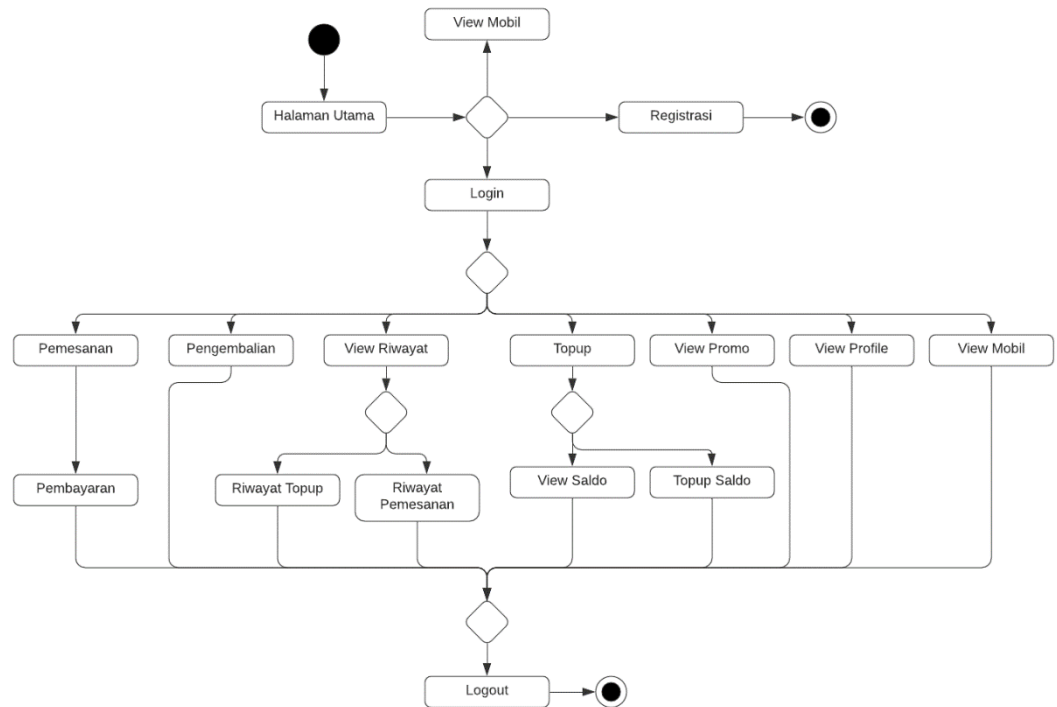 View Mobil
Halaman Utama
Registrasi
Login
Pemesanan
Pengembalian
View Riwayat
Topup
View Promo
View Profile
View Mobil
Pembayaran
Riwayat Topup
Riwayat
Pemesanan
View Saldo
Topup Saldo
Logout